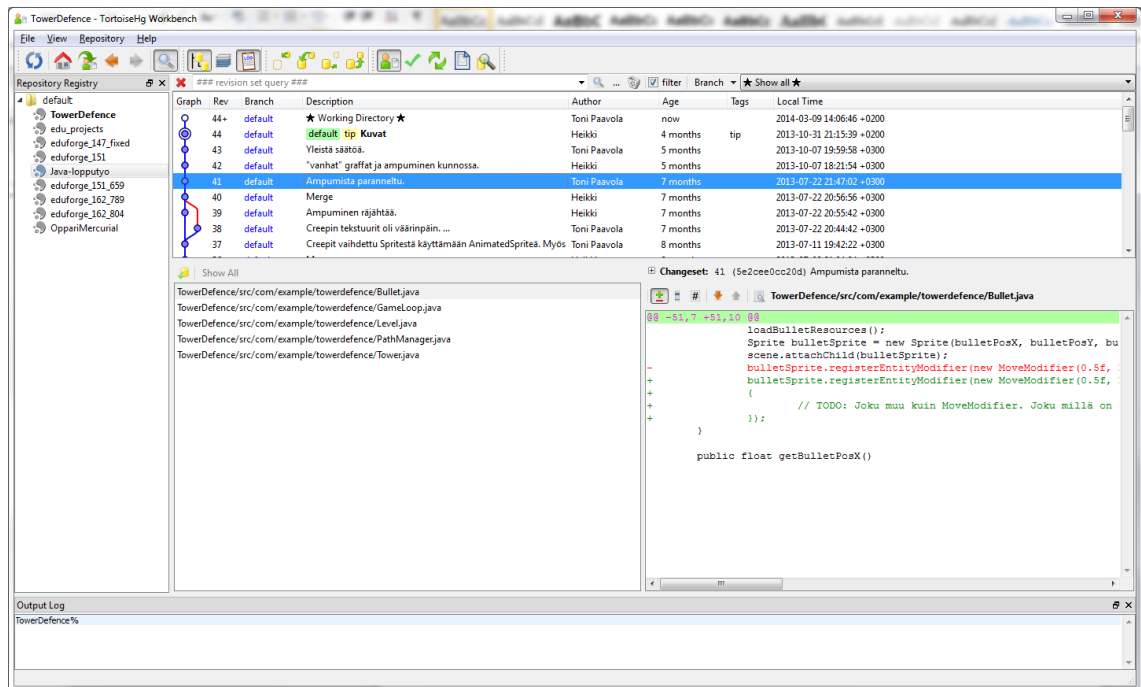 TowerDefence - TortoiseHg Workbench
File View Repository Help
Repository Registry
### revision set query ###
... filter Branch ★ Show all ★
default
TowerDefence
edu_projects
eduforge_147_fixed
eduforge_151
Java-lopputyo
eduforge_151_659
eduforge_162_789
eduforge_162_804
OppariMercurial
Graph Rev Branch Description Author Age Tags Local Time
44+ default ★ Working Directory ★ Toni Paavola now 2014-03-09 14:06:46 +0200
44 default default tip Kuvat Heikki 4 months tip 2013-10-31 21:15:39 +0200
43 default Yleistä säätöä. Toni Paavola 5 months 2013-10-07 19:59:58 +0300
42 default "vanhat" graffat ja ampuminen kunnossa. Heikki 5 months 2013-10-07 18:21:54 +0300
41 default Ampumista paranneltu. Toni Paavola 7 months 2013-07-22 21:47:02 +0300
40 default Merge Heikki 7 months 2013-07-22 20:56:56 +0300
39 default Ampuminen räjähtää. Heikki 7 months 2013-07-22 20:55:42 +0300
38 default Creepin tekstuurit oli väärinpäin. ... Toni Paavola 7 months 2013-07-22 20:44:42 +0300
37 default Creepit vaihdettu Spritestä käyttämään AnimatedSpriteä. Myös Toni Paavola 8 months 2013-07-11 19:42:22 +0300
Show All
TowerDefence/src/com/example/towerdefence/Bullet.java
TowerDefence/src/com/example/towerdefence/GameLoop.java
TowerDefence/src/com/example/towerdefence/Level.java
TowerDefence/src/com/example/towerdefence/PathManager.java
TowerDefence/src/com/example/towerdefence/Tower.java
Changeset: 41 (5e2cee0cc20d) Ampumista paranneltu.
# TowerDefence/src/com/example/towerdefence/Bullet.java
@@ -51,7 +51,10 @@
loadBulletResources();
Sprite bulletSprite = new Sprite(bulletPosX, bulletPosY, bu
scene.attachChild(bulletSprite);
- bulletSprite.registerEntityModifier(new MoveModifier(0.5f,
+ bulletSprite.registerEntityModifier(new MoveModifier(0.5f,
+ {
+ // TODO: Joku muu kuin MoveModifier. Joku millä on
+ });
}
public float getBulletPosX()
Output Log
TowerDefence%